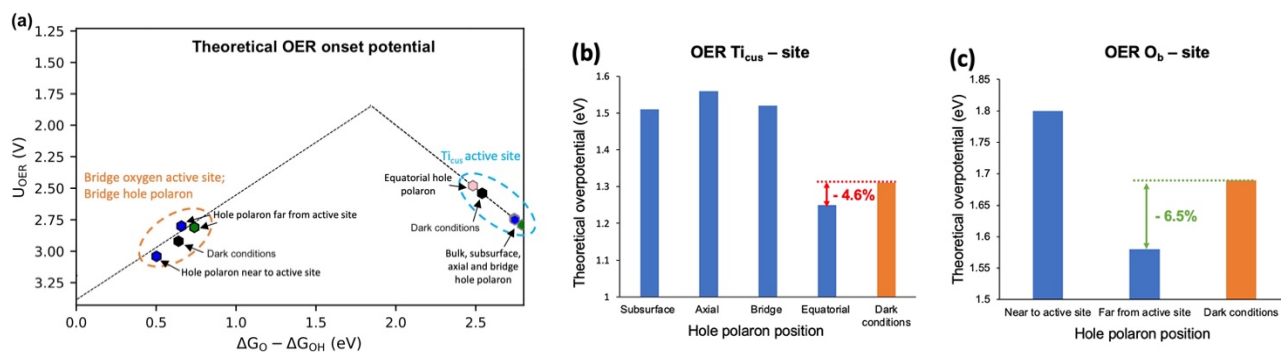 (a)
Theoretical OER onset potential
1.25
1.50
1.75
2.00
2.25
2.50
2.75
3.00
3.25
U_OER (V)
0.0
0.5
1.0
1.5
2.0
2.5
ΔG_O − ΔG_OH (eV)
Bridge oxygen active site;
Bridge hole polaron
Hole polaron far from active site
Dark conditions
Hole polaron near to active site
Ti_cus active site
Equatorial hole
polaron
Dark conditions
Bulk, subsurface,
axial and bridge
hole polaron
(b)
OER Ti_cus – site
Theoretical overpotential (eV)
1.6
1.5
1.4
1.3
1.2
1.1
1
- 4.6%
Subsurface
Axial
Bridge
Equatorial
Dark
conditions
Hole polaron position
(c)
OER O_b – site
Theoretical overpotential (eV)
1.85
1.8
1.75
1.7
1.65
1.6
1.55
1.5
- 6.5%
Near to active site
Far from active site
Dark conditions
Hole polaron position